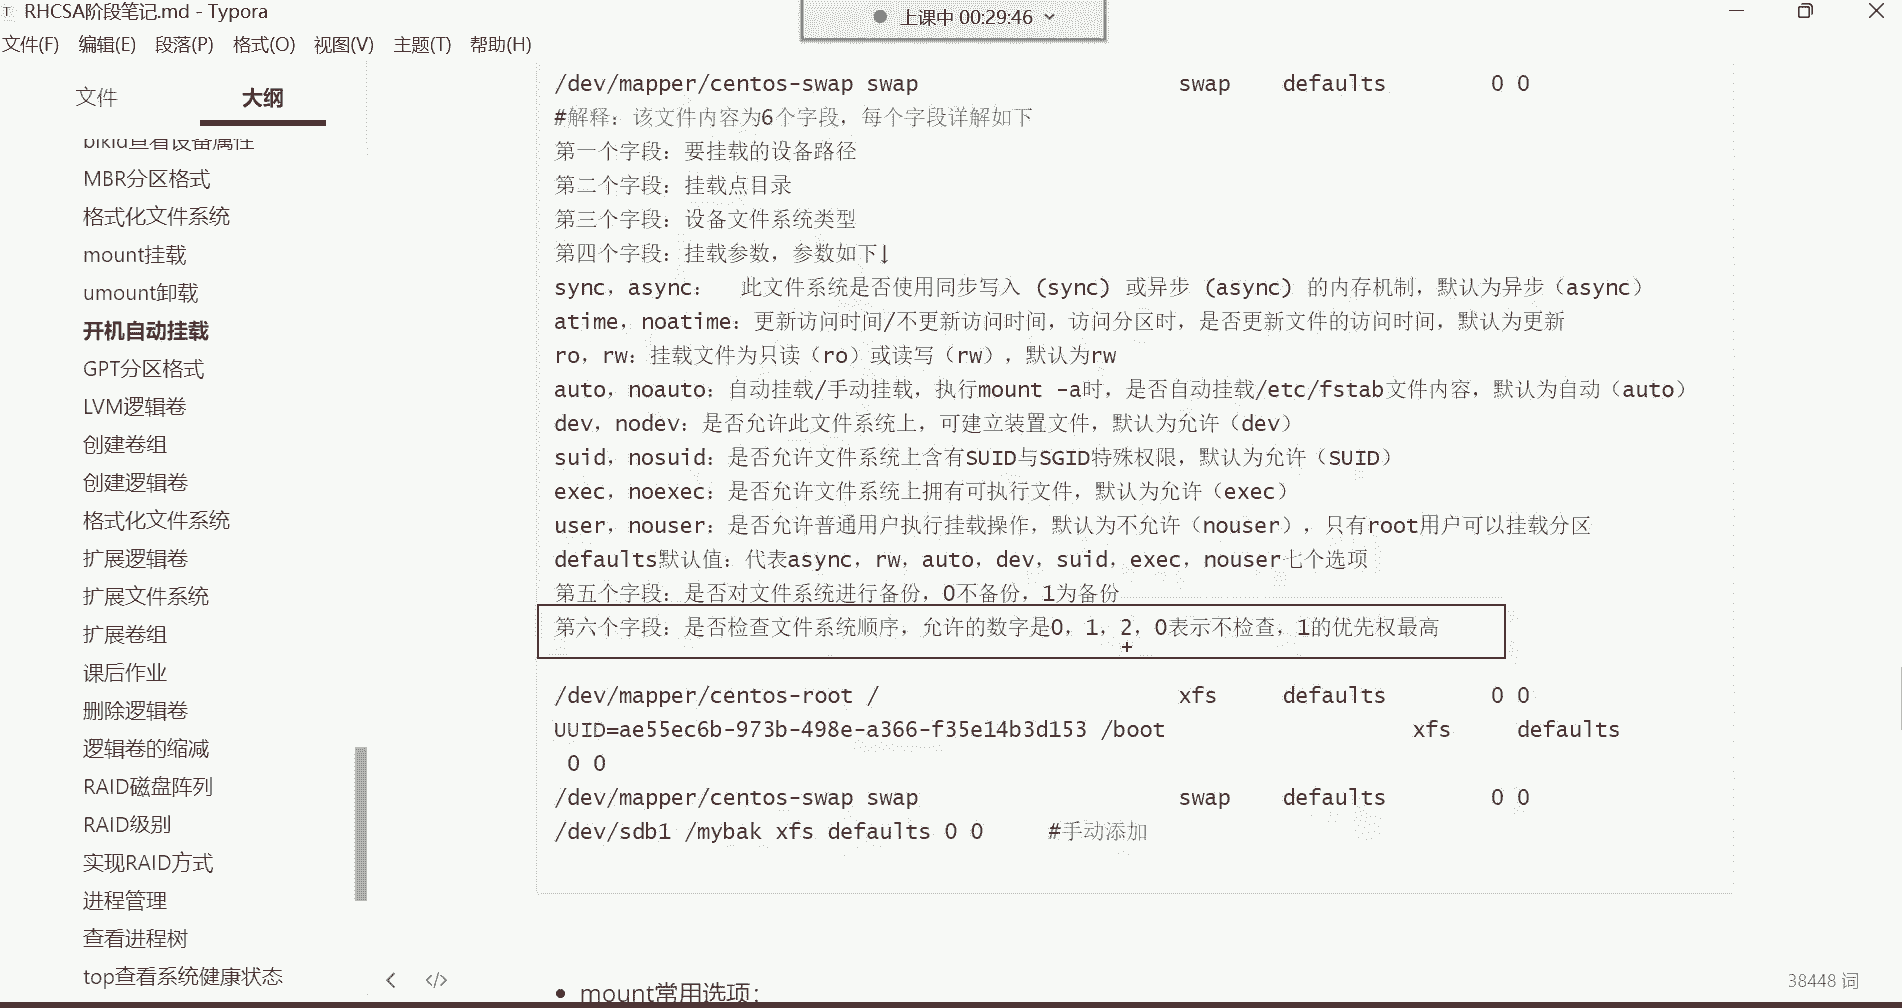 RHCSA阶段笔记.md - Typora
上课中 00:29:46
文件(F) 编辑(E) 段落(P) 格式(O) 视图(V) 主题(T) 帮助(H)
文件 大纲
blkid查看设备属性
MBR分区格式
格式化文件系统
mount挂载
umount卸载
开机自动挂载
GPT分区格式
LVM逻辑卷
创建卷组
创建逻辑卷
格式化文件系统
扩展逻辑卷
扩展文件系统
扩展卷组
课后作业
删除逻辑卷
逻辑卷的缩减
RAID磁盘阵列
RAID级别
实现RAID方式
进程管理
查看进程树
top查看系统健康状态
/dev/mapper/centos-swap swap swap defaults 0 0
#解释：该文件内容为6个字段，每个字段详解如下
第一个字段：要挂载的设备路径
第二个字段：挂载点目录
第三个字段：设备文件系统类型
第四个字段：挂载参数，参数如下↓
sync，async： 此文件系统是否使用同步写入 (sync) 或异步 (async) 的内存机制，默认为异步（async）
atime，noatime：更新访问时间/不更新访问时间，访问分区时，是否更新文件的访问时间，默认为更新
ro，rw：挂载文件为只读（ro）或读写（rw），默认为rw
auto，noauto：自动挂载/手动挂载，执行mount -a时，是否自动挂载/etc/fstab文件内容，默认为自动（auto）
dev，nodev：是否允许此文件系统上，可建立装置文件，默认为允许（dev）
suid，nosuid：是否允许文件系统上含有SUID与SGID特殊权限，默认为允许（SUID）
exec，noexec：是否允许文件系统上拥有可执行文件，默认为允许（exec）
user，nouser：是否允许普通用户执行挂载操作，默认为不允许（nouser），只有root用户可以挂载分区
defaults默认值：代表async，rw，auto，dev，suid，exec，nouser七个选项
第五个字段：是否对文件系统进行备份，0不备份，1为备份
第六个字段：是否检查文件系统顺序，允许的数字是0，1，2，0表示不检查，1的优先权最高
/dev/mapper/centos-root / xfs defaults 0 0
UUID=ae55ec6b-973b-498e-a366-f35e14b3d153 /boot xfs defaults
0 0
/dev/mapper/centos-swap swap swap defaults 0 0
/dev/sdb1 /mybak xfs defaults 0 0 #手动添加
• mount常用选项：
38448 词